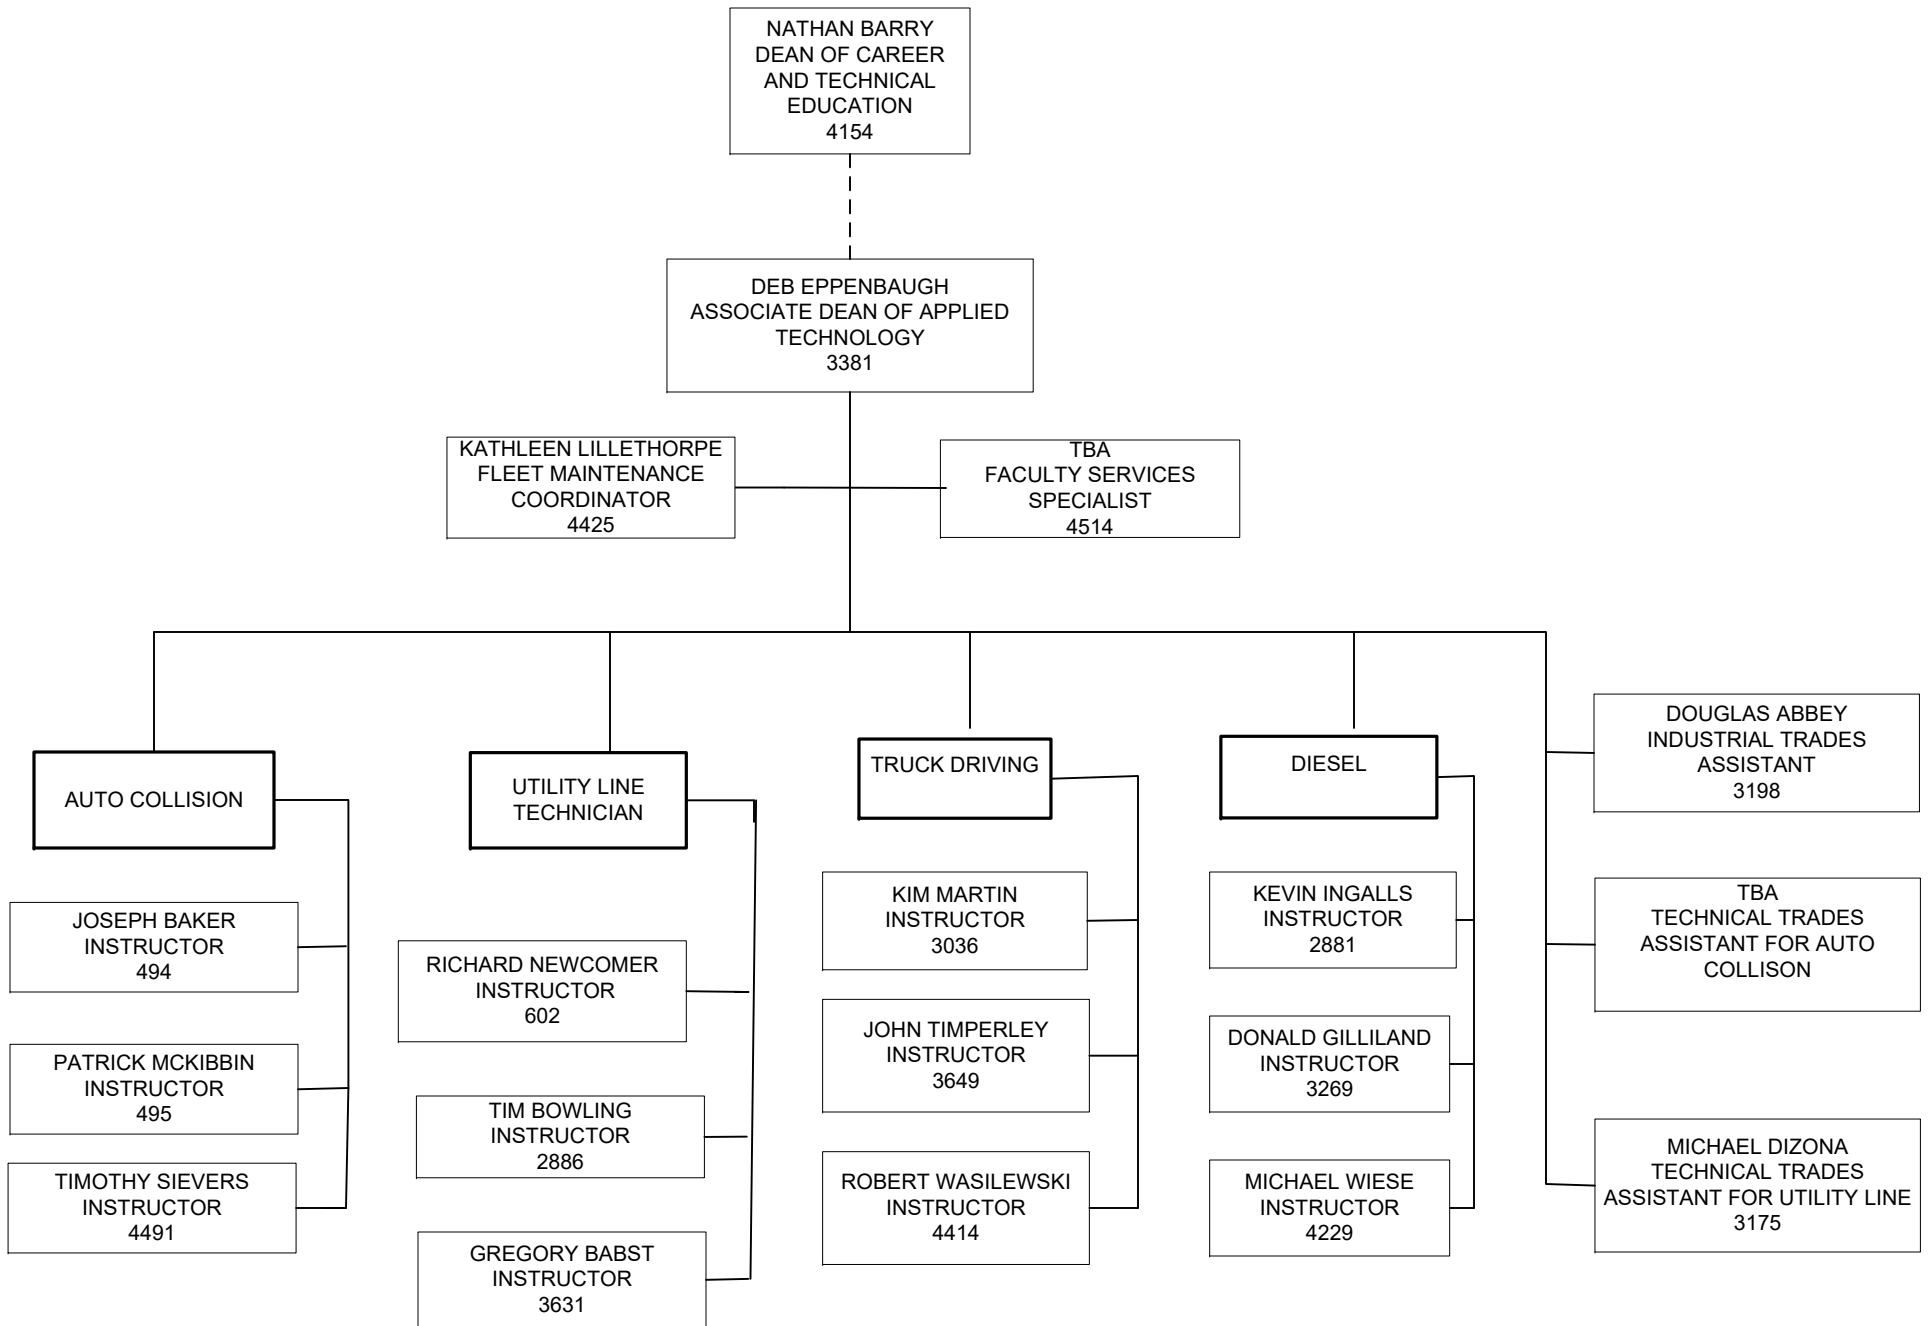 NATHAN BARRY
DEAN OF CAREER
AND TECHNICAL
EDUCATION
4154
DEB EPPENBAUGH
ASSOCIATE DEAN OF APPLIED
TECHNOLOGY
3381
KATHLEEN LILLETHORPE
FLEET MAINTENANCE
COORDINATOR
4425
TBA
FACULTY SERVICES
SPECIALIST
4514
AUTO COLLISION
JOSEPH BAKER
INSTRUCTOR
494
PATRICK MCKIBBIN
INSTRUCTOR
495
TIMOTHY SIEVERS
INSTRUCTOR
4491
UTILITY LINE
TECHNICIAN
RICHARD NEWCOMER
INSTRUCTOR
602
TIM BOWLING
INSTRUCTOR
2886
GREGORY BABST
INSTRUCTOR
3631
TRUCK DRIVING
KIM MARTIN
INSTRUCTOR
3036
JOHN TIMPERLEY
INSTRUCTOR
3649
ROBERT WASILEWSKI
INSTRUCTOR
4414
DIESEL
KEVIN INGALLS
INSTRUCTOR
2881
DONALD GILLILAND
INSTRUCTOR
3269
MICHAEL WIESE
INSTRUCTOR
4229
DOUGLAS ABBEY
INDUSTRIAL TRADES
ASSISTANT
3198
TBA
TECHNICAL TRADES
ASSISTANT FOR AUTO
COLLISON
MICHAEL DIZONA
TECHNICAL TRADES
ASSISTANT FOR UTILITY LINE
3175